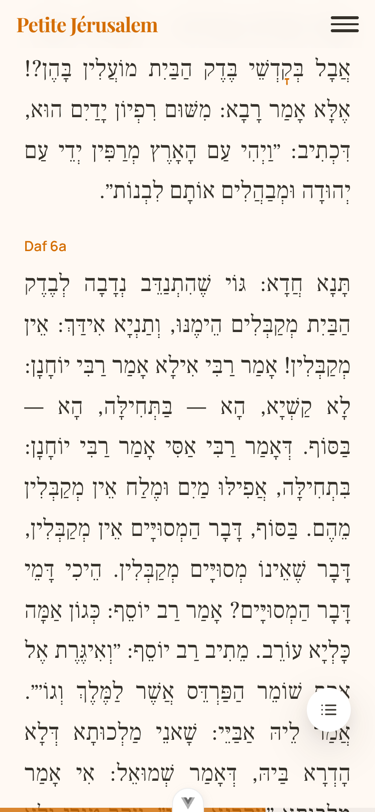 Petite Jérusalem
אֲבָל בְּקׇדְשֵׁי בֶּדֶק הַבַּיִת מוֹעֲלִין בָּהֶן?!
אֶלָּא אָמַר רָבָא: מִשּׁוּם רִפְיוֹן יָדַיִם הוּא,
דִּכְתִיב: ״וַיְהִי עַם הָאָרֶץ מְרַפִּין יְדֵי עַם
יְהוּדָה וּמְבַהֲלִים אוֹתָם לִבְנוֹת״.
Daf 6a
תָּנָא חֲדָא: גּוֹי שֶׁהִתְנַדֵּב נְדָבָה לְבֶדֶק
הַבַּיִת מְקַבְּלִים הֵימֶנּוּ, וְתַנְיָא אִידַּךְ: אֵין
מְקַבְּלִין! אָמַר רַבִּי אִילָא אָמַר רַבִּי יוֹחָנָן:
לָא קַשְׁיָא, הָא — בַּתְּחִילָּה, הָא —
בַּסּוֹף. דְּאָמַר רַבִּי אַסִּי אָמַר רַבִּי יוֹחָנָן:
בִּתְחִילָּה, אֲפִילּוּ מַיִם וּמֶלַח אֵין מְקַבְּלִין
מֵהֶם. בַּסּוֹף, דָּבָר הַמְסוּיָּים אֵין מְקַבְּלִין,
דָּבָר שֶׁאֵינוֹ מְסוּיָּים מְקַבְּלִין. הֵיכִי דָּמֵי
דָּבָר הַמְסוּיָּים? אָמַר רַב יוֹסֵף: כְּגוֹן אַמָּה
כָּלְיָא עוֹרֵב. מֵתִיב רַב יוֹסֵף: ״וְאִיגֶּרֶת אֶל
שׁוֹמֵר הַפַּרְדֵּס אֲשֶׁר לַמֶּלֶךְ וְגוֹ׳״.
אֲמַר לֵיהּ אַבַּיֵי: שָׁאנֵי מַלְכוּתָא דְּלָא
הָדְרָא בַּיהּ, דְּאָמַר שְׁמוּאֵל: אִי אָמַר